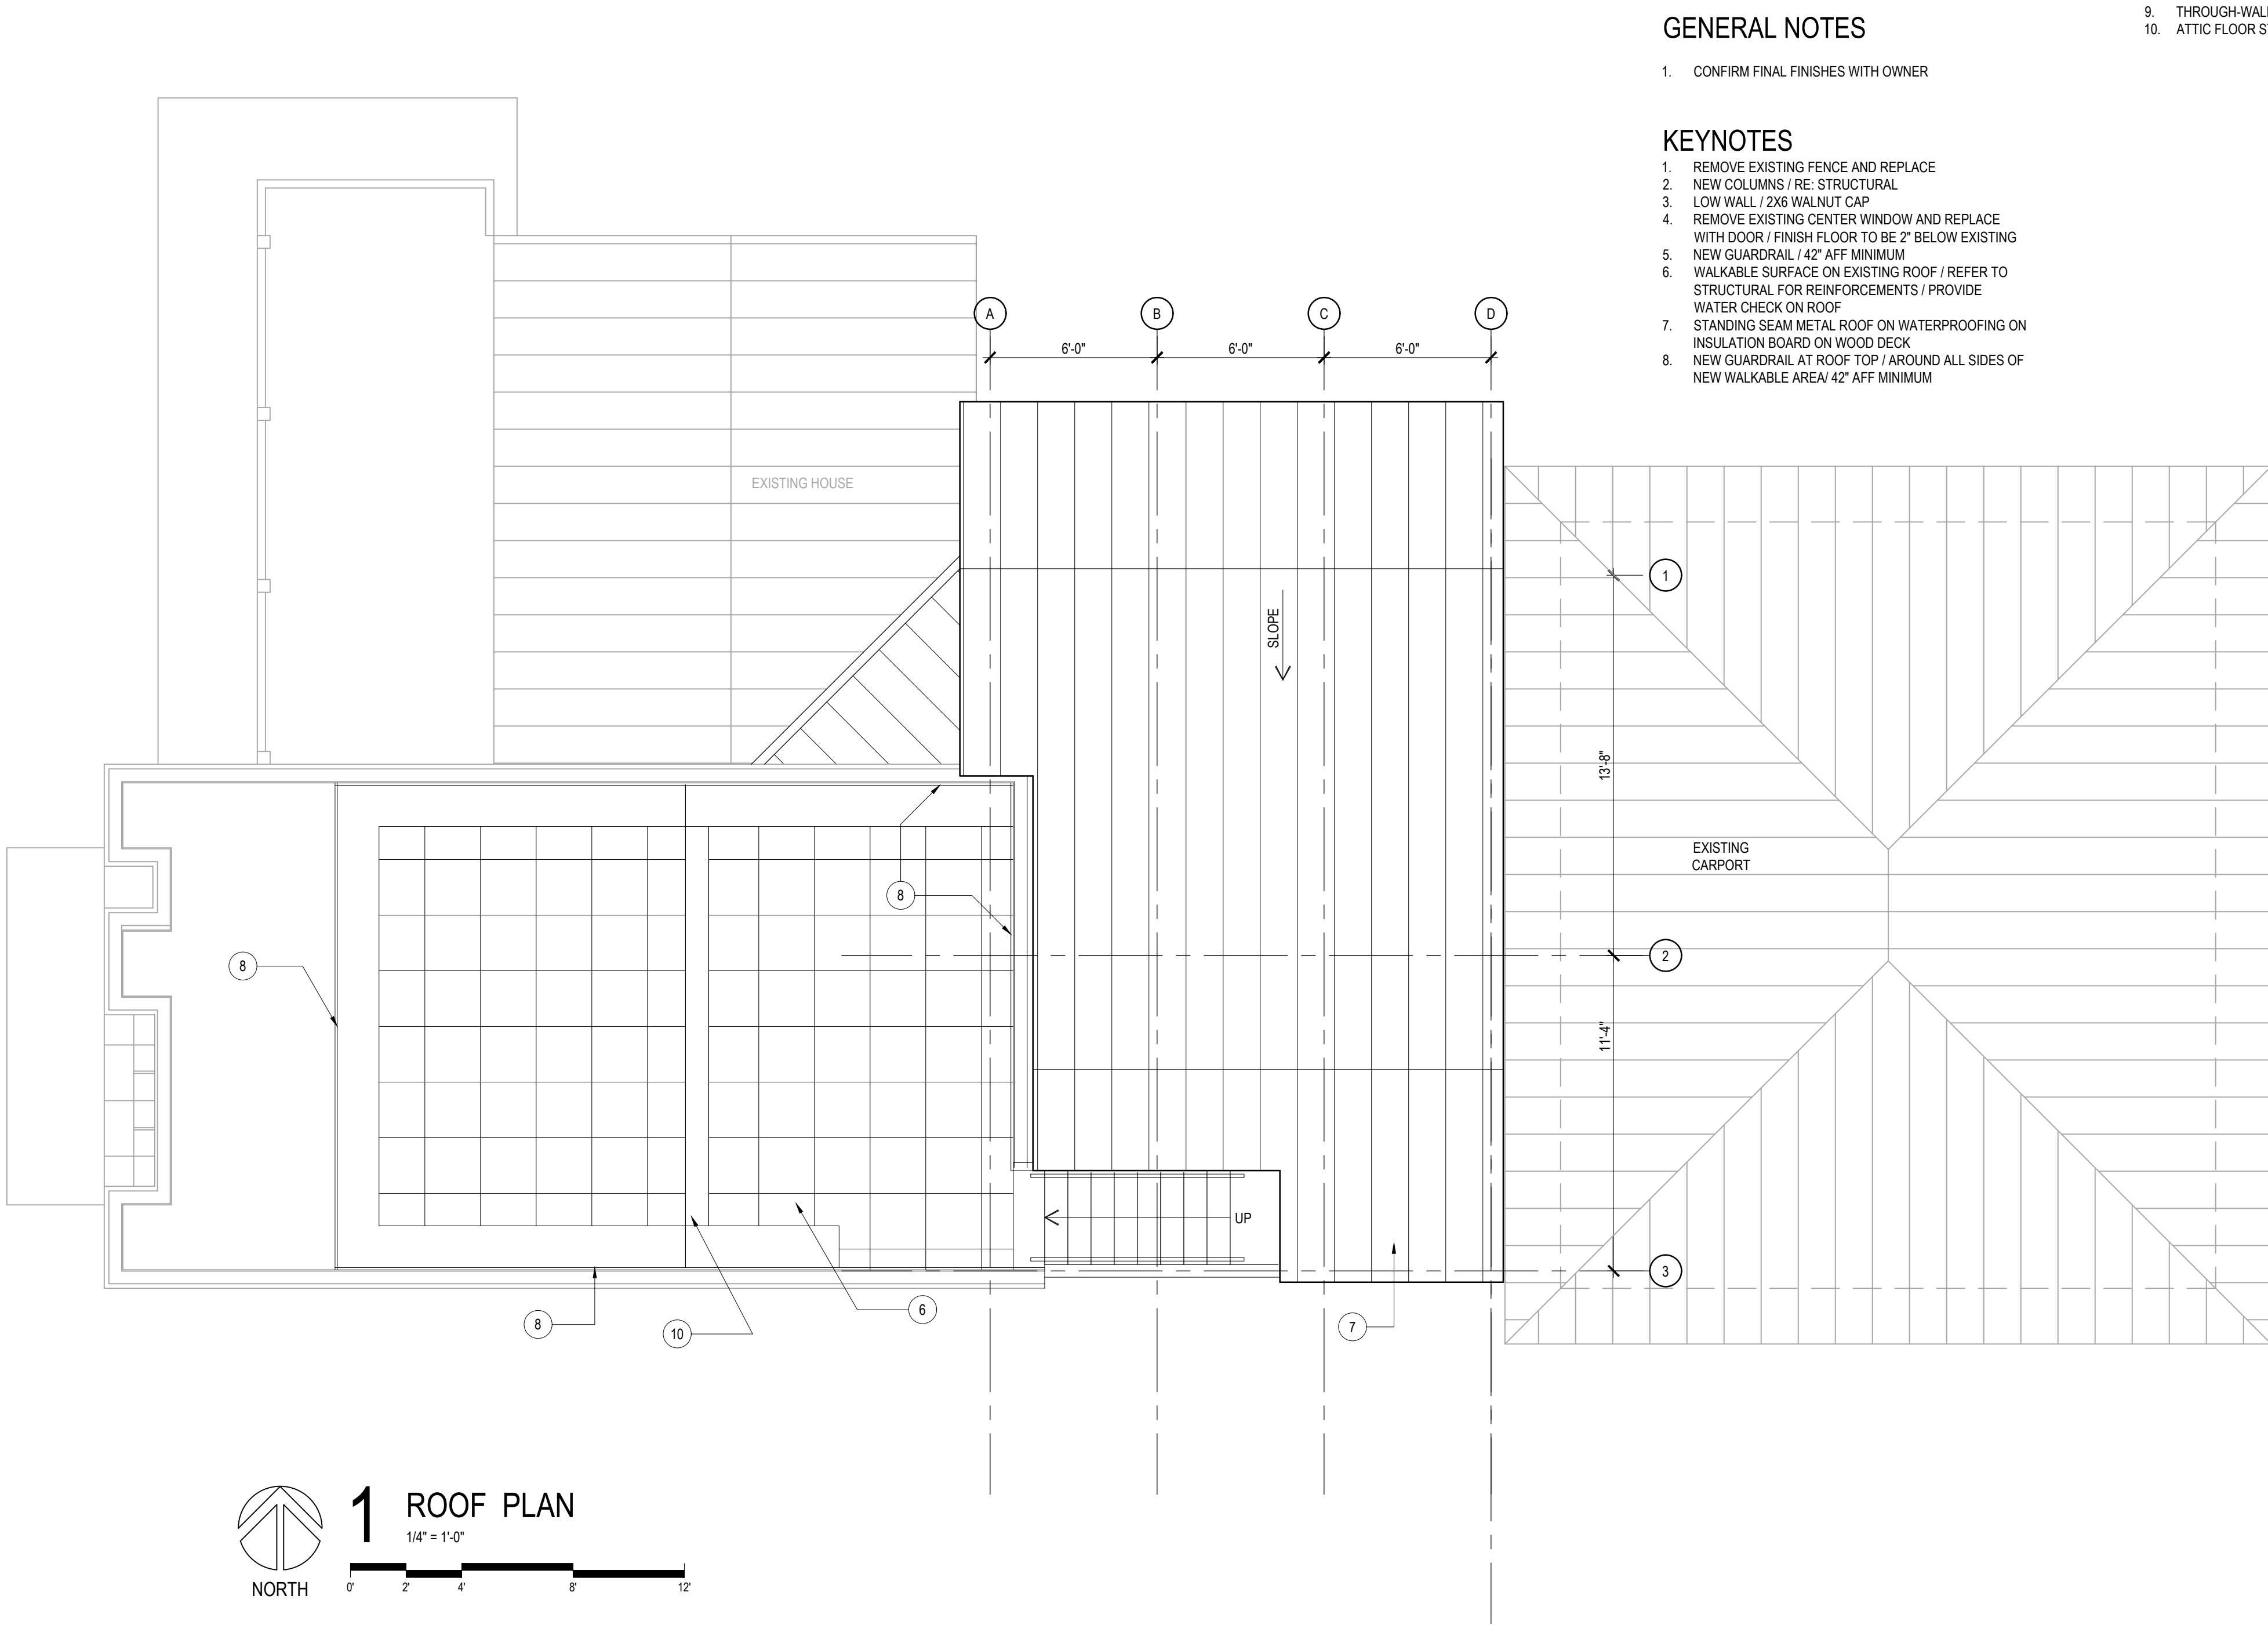 GENERAL NOTES
1. CONFIRM FINAL FINISHES WITH OWNER
KEYNOTES
1. REMOVE EXISTING FENCE AND REPLACE
2. NEW COLUMNS / RE: STRUCTURAL
3. LOW WALL / 2X6 WALNUT CAP
4. REMOVE EXISTING CENTER WINDOW AND REPLACE
WITH DOOR / FINISH FLOOR TO BE 2" BELOW EXISTING
5. NEW GUARDRAIL / 42" AFF MINIMUM
6. WALKABLE SURFACE ON EXISTING ROOF / REFER TO
STRUCTURAL FOR REINFORCEMENTS / PROVIDE
WATER CHECK ON ROOF
7. STANDING SEAM METAL ROOF ON WATERPROOFING ON
INSULATION BOARD ON WOOD DECK
8. NEW GUARDRAIL AT ROOF TOP / AROUND ALL SIDES OF
NEW WALKABLE AREA/ 42" AFF MINIMUM
9. THROUGH-WAL
10. ATTIC FLOOR
A
B
C
D
6'-0"
6'-0"
6'-0"
EXISTING HOUSE
SLOPE
1
13'-8"
EXISTING
CARPORT
8
8
2
11'-4"
UP
3
6
8
10
7
1
ROOF PLAN
1/4" = 1'-0"
NORTH
0'
2'
4'
8'
12'